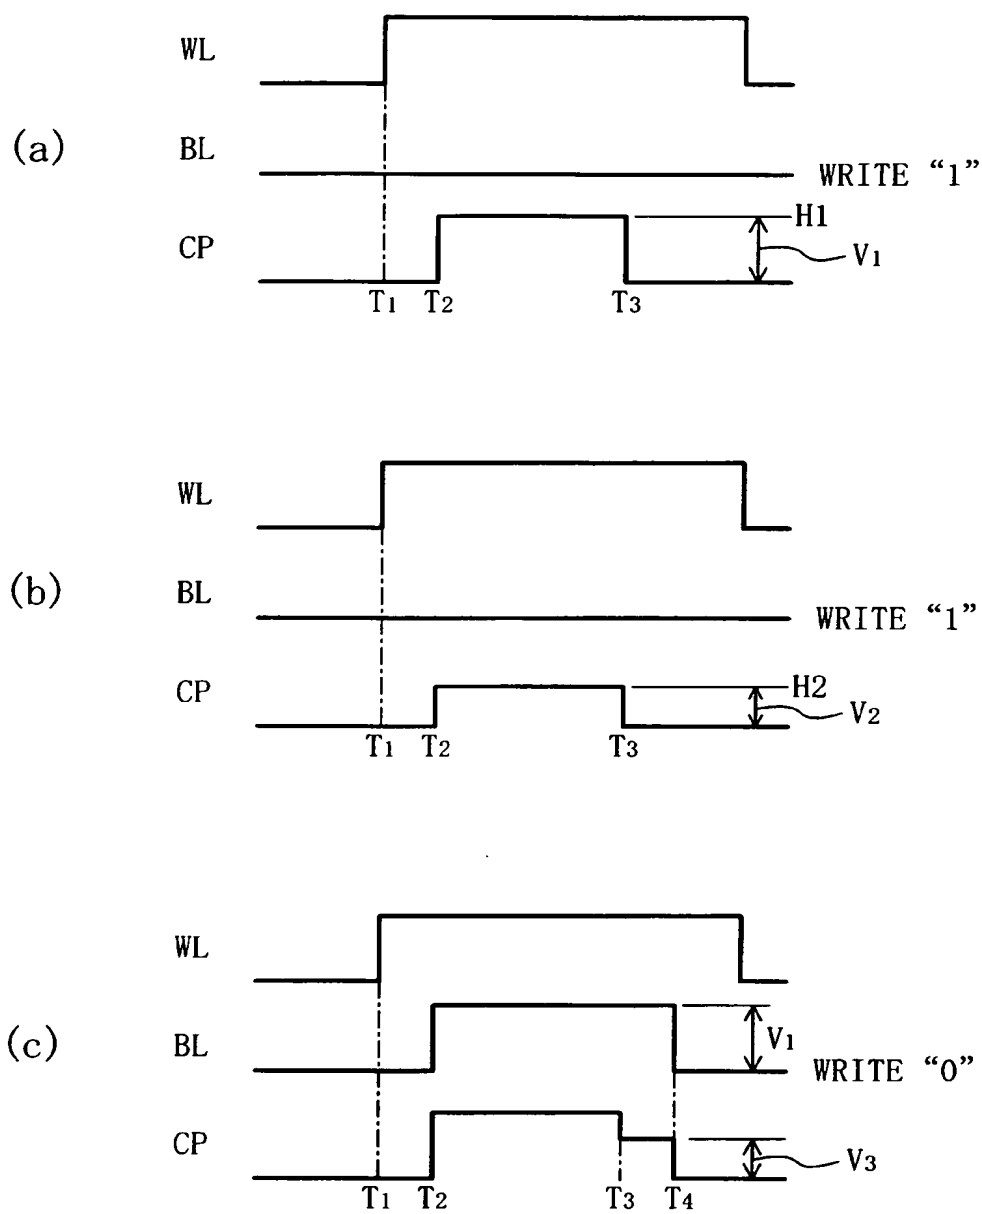 (a)
WL
BL
WRITE “1”
CP
H1
V1
T1 T2 T3
(b)
WL
BL
WRITE “1”
CP
H2
V2
T1 T2 T3
(c)
WL
BL
V1
WRITE “0”
CP
V3
T1 T2 T3 T4